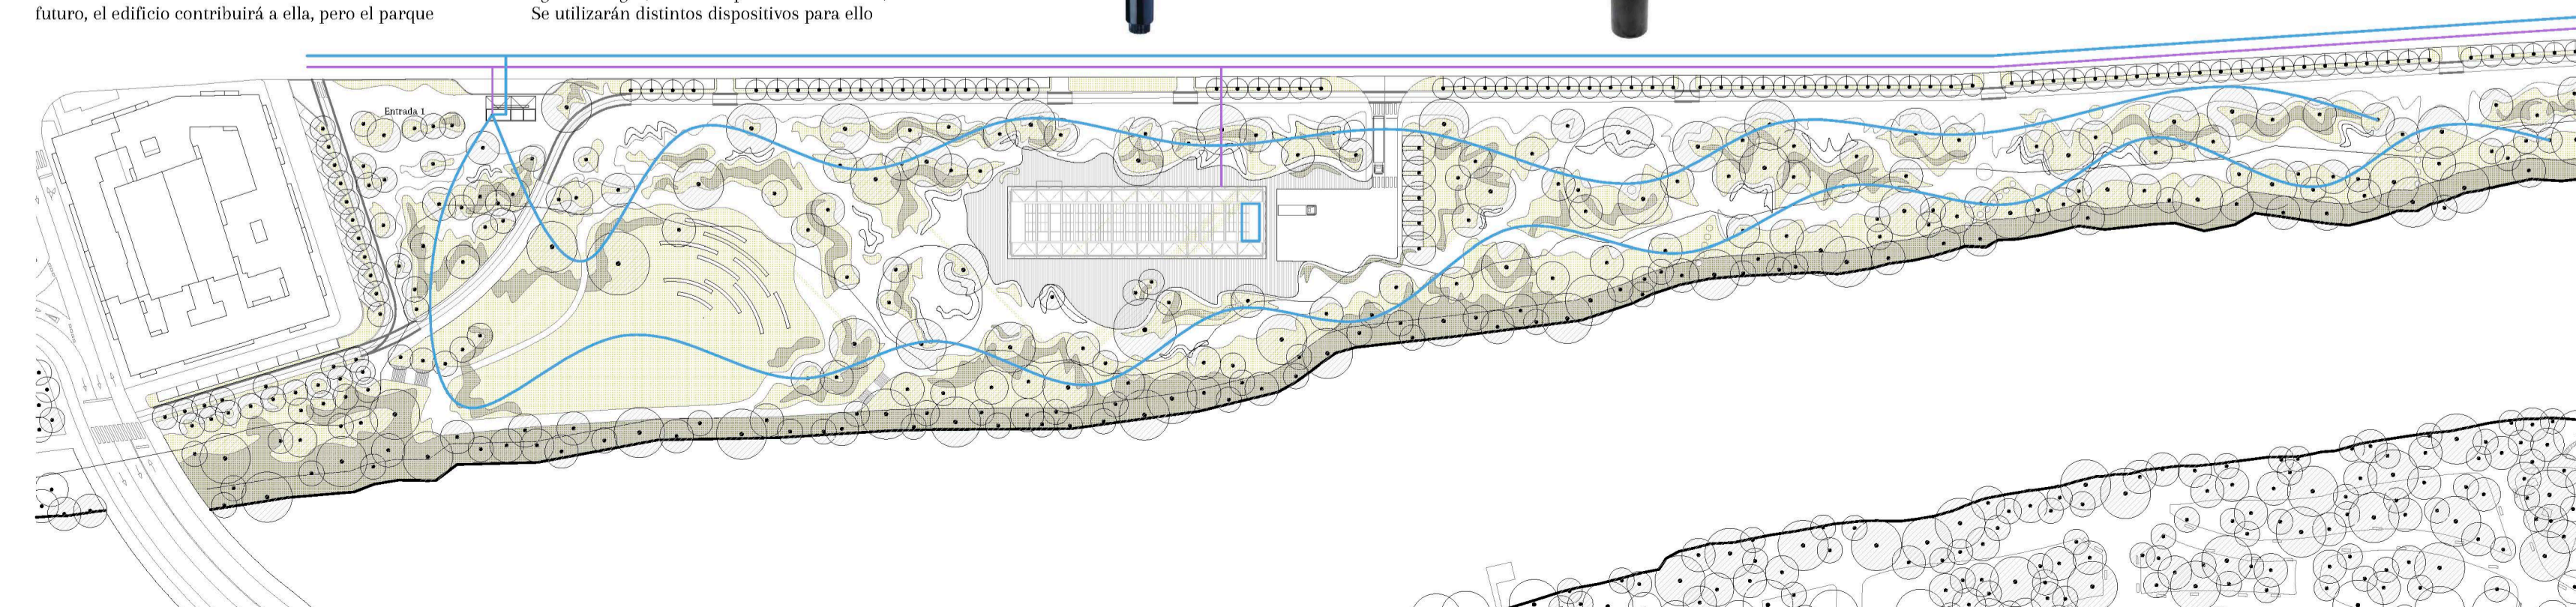 futuro, el edificio contribuirá a ella, pero el parque
Se utilizarán distintos dispositivos para ello
Entrada 1